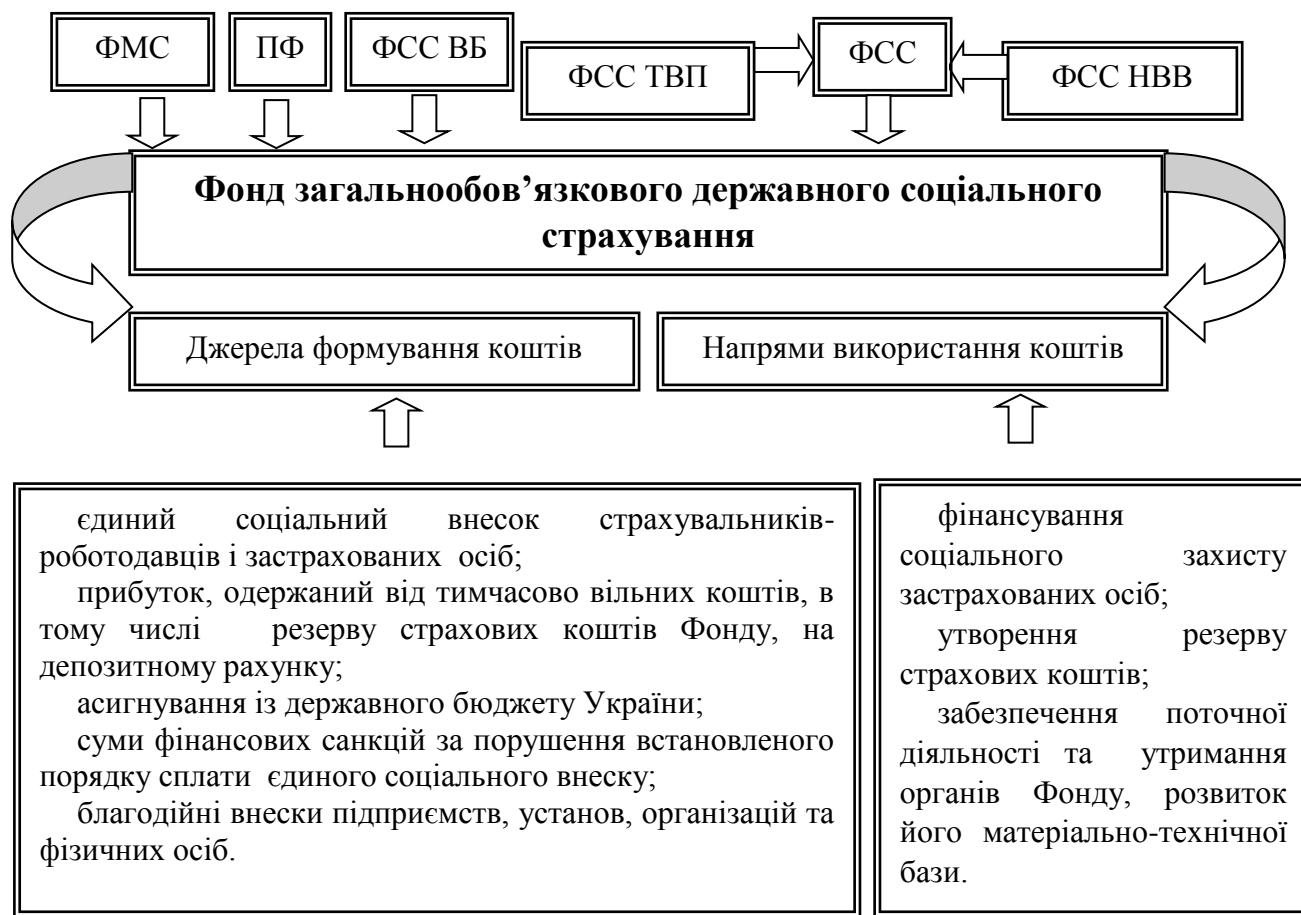 ФМС
ПФ
ФСС ВБ
ФСС ТВП
ФСС
ФСС НВВ
Фонд загальнообов’язкового державного соціального
страхування
Джерела формування коштів
Напрями використання коштів
єдиний соціальний внесок страхувальників-
роботодавців і застрахованих осіб;
прибуток, одержаний від тимчасово вільних коштів, в
тому числі резерву страхових коштів Фонду, на
депозитному рахунку;
асигнування із державного бюджету України;
суми фінансових санкцій за порушення встановленого
порядку сплати єдиного соціального внеску;
благодійні внески підприємств, установ, організацій та
фізичних осіб.
фінансування
соціального захисту
застрахованих осіб;
утворення резерву
страхових коштів;
забезпечення поточної
діяльності та утримання
органів Фонду, розвиток
його матеріально-технічної
бази.